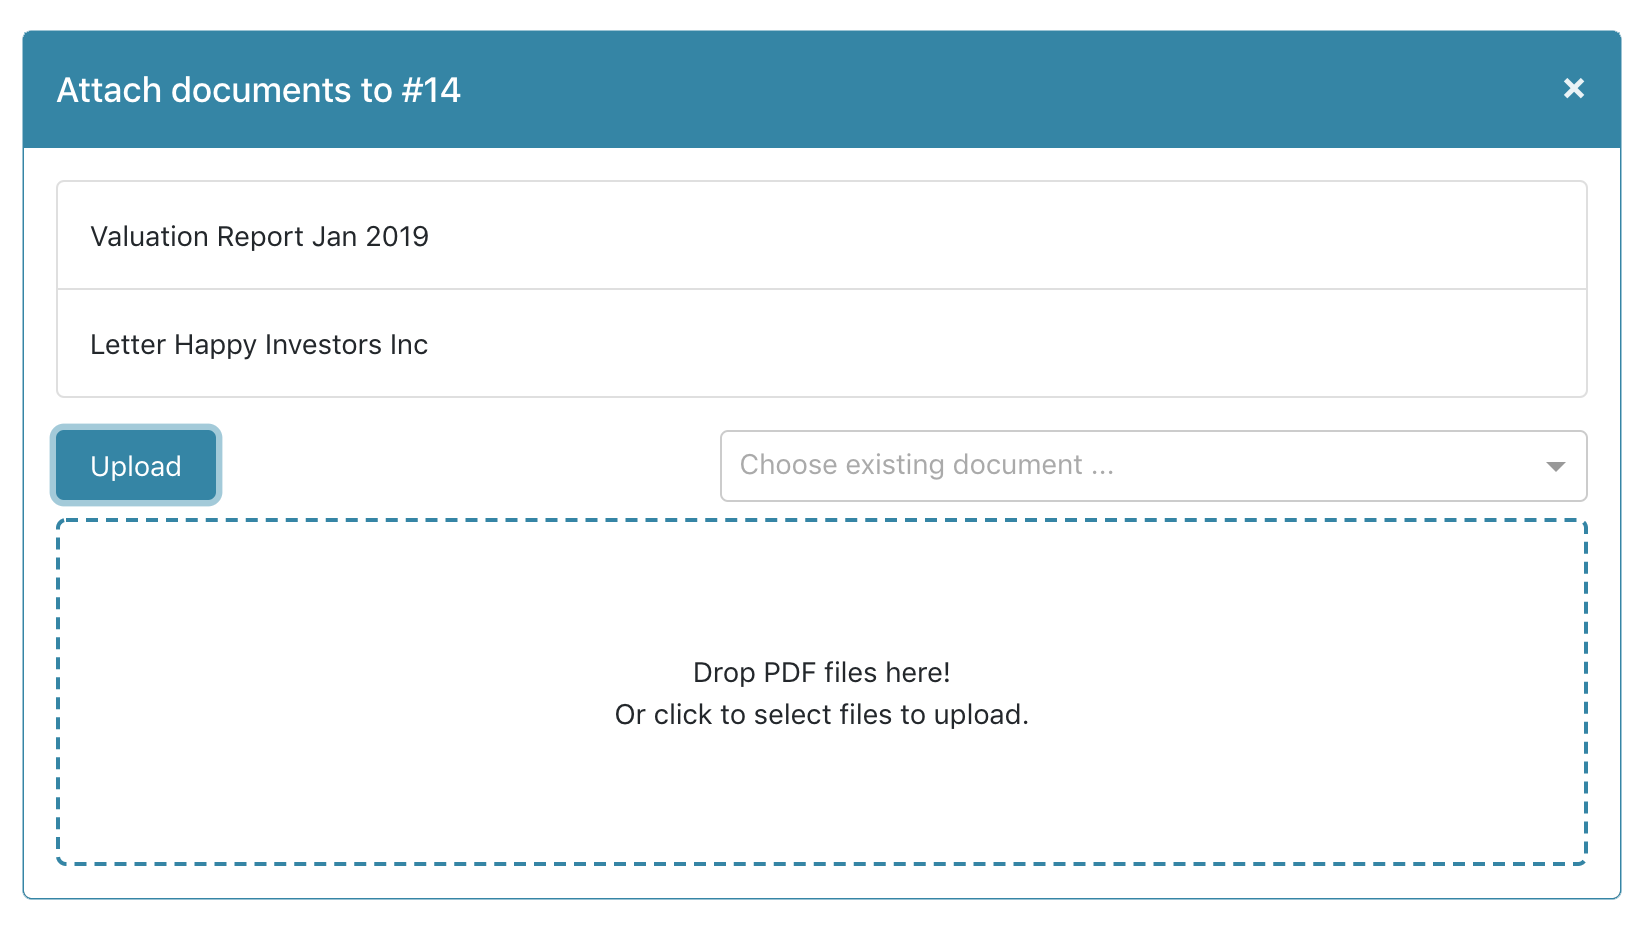 Attach documents to #14
Valuation Report Jan 2019
Letter Happy Investors Inc
Upload
Choose existing document ...
Drop PDF files here!
Or click to select files to upload.